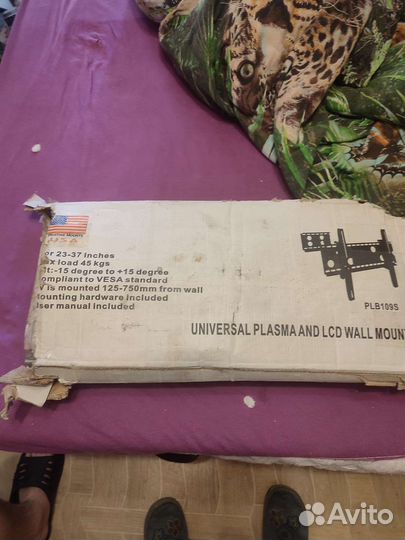 USA
or 23-37 Inches
x load 45 kgs
lt:-15 degree to +15 degree
ompliant to VESA standard
V is mounted 125-750mm from wall
ounting hardware included
ser manual included
PLB109S
UNIVERSAL PLASMA AND LCD WALL MOUN
Avito